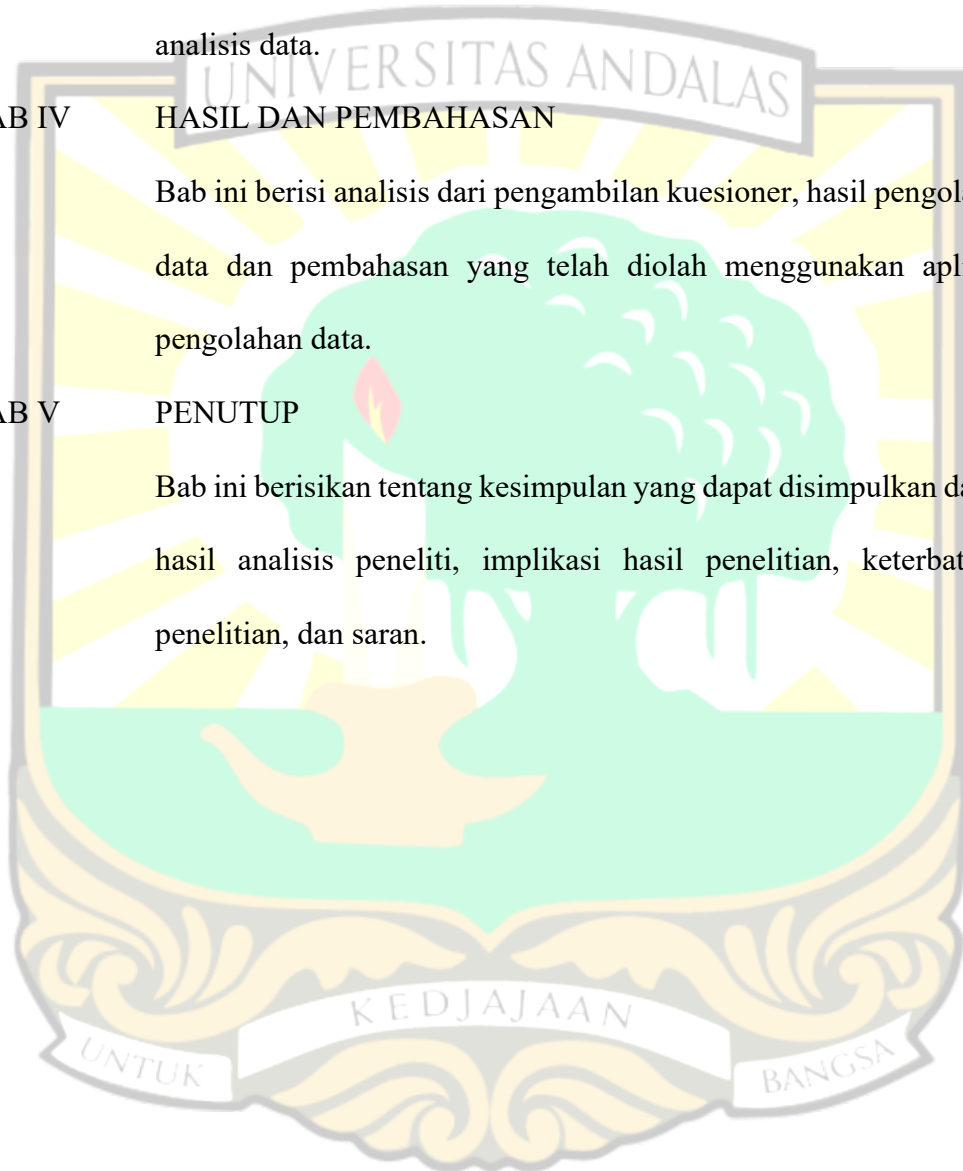 analisis data.
UNIVERSITAS ANDALAS
AB IV HASIL DAN PEMBAHASAN
Bab ini berisi analisis dari pengambilan kuesioner, hasil pengola
data dan pembahasan yang telah diolah menggunakan apli
pengolahan data.
AB V PENUTUP
Bab ini berisikan tentang kesimpulan yang dapat disimpulkan da
hasil analisis peneliti, implikasi hasil penelitian, keterbat
penelitian, dan saran.
KEDJAJAAN
UNTUK BANGSA